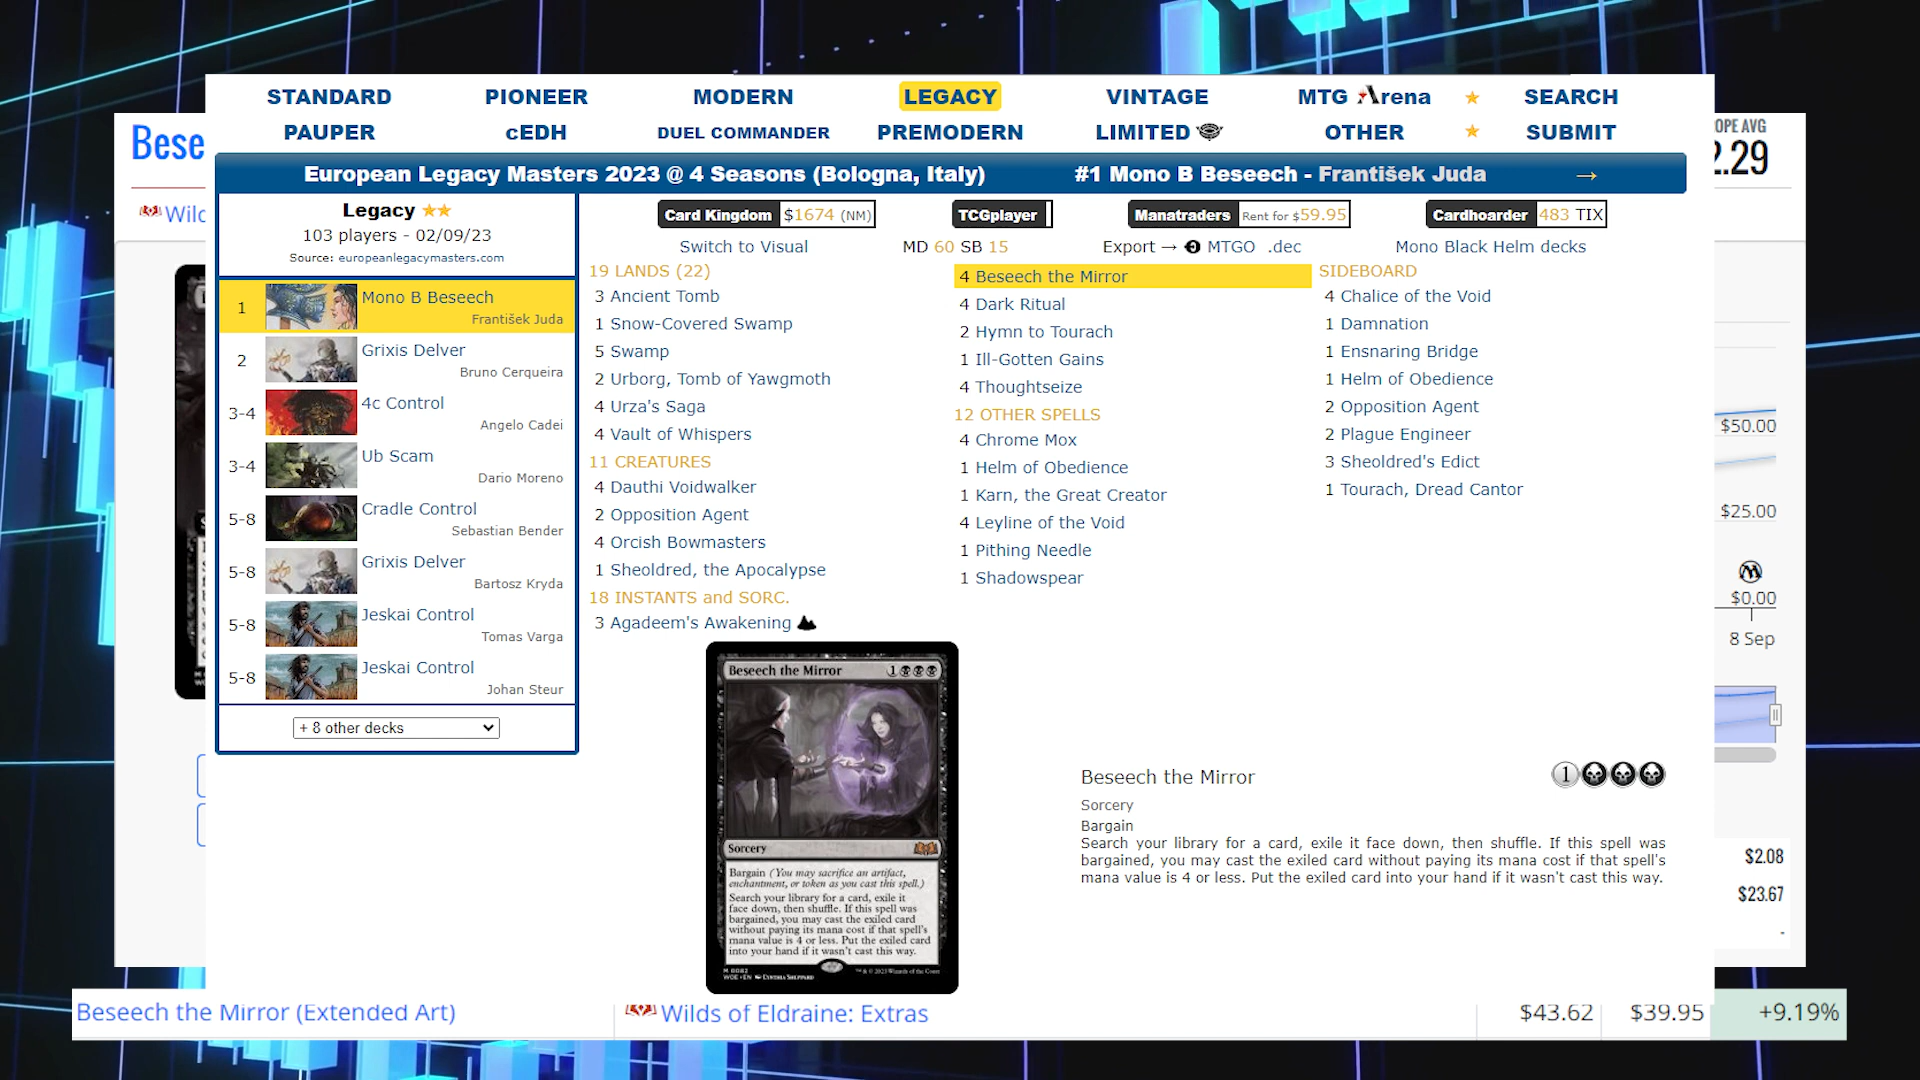 STANDARD PIONEER MODERN LEGACY VINTAGE MTG Arena SEARCH
PAUPER cEDH DUEL COMMANDER PREMODERN LIMITED OTHER SUBMIT
Bese
OPE AVG
2.29
European Legacy Masters 2023 @ 4 Seasons (Bologna, Italy) #1 Mono B Beseech - František Juda →
Wild
Legacy
103 players - 02/09/23
Source: europeanlegacymasters.com
1 Mono B Beseech
František Juda
2 Grixis Delver
Bruno Cerqueira
3-4 4c Control
Angelo Cadei
3-4 Ub Scam
Dario Moreno
5-8 Cradle Control
Sebastian Bender
5-8 Grixis Delver
Bartosz Kryda
5-8 Jeskai Control
Tomas Varga
5-8 Jeskai Control
Johan Steur
+ 8 other decks
Card Kingdom $1674 (NM) TCGplayer Manatraders Rent for $59.95 Cardhoarder 483 TIX
Switch to Visual MD 60 SB 15 Export → MTGO .dec Mono Black Helm decks
19 LANDS (22)
3 Ancient Tomb
1 Snow-Covered Swamp
5 Swamp
2 Urborg, Tomb of Yawgmoth
4 Urza's Saga
4 Vault of Whispers
11 CREATURES
4 Dauthi Voidwalker
2 Opposition Agent
4 Orcish Bowmasters
1 Sheoldred, the Apocalypse
18 INSTANTS and SORC.
3 Agadeem's Awakening
4 Beseech the Mirror
4 Dark Ritual
2 Hymn to Tourach
1 Ill-Gotten Gains
4 Thoughtseize
12 OTHER SPELLS
4 Chrome Mox
1 Helm of Obedience
1 Karn, the Great Creator
4 Leyline of the Void
1 Pithing Needle
1 Shadowspear
SIDEBOARD
4 Chalice of the Void
1 Damnation
1 Ensnaring Bridge
1 Helm of Obedience
2 Opposition Agent
2 Plague Engineer
3 Sheoldred's Edict
1 Tourach, Dread Cantor
$50.00
$25.00
$0.00
8 Sep
$2.08
$23.67
-
Beseech the Mirror 1
Sorcery
Bargain (You may sacrifice an artifact,
enchantment, or token as you cast this spell.)
Search your library for a card, exile it
face down, then shuffle. If this spell was
bargained, you may cast the exiled card
without paying its mana cost if that spell's
mana value is 4 or less. Put the exiled card
into your hand if it wasn't cast this way.
M 0082
WOE • EN Cynthia Sheppard
™ & © 2023 Wizards of the Coast
Beseech the Mirror 1
Sorcery
Bargain
Search your library for a card, exile it face down, then shuffle. If this spell was
bargained, you may cast the exiled card without paying its mana cost if that spell's
mana value is 4 or less. Put the exiled card into your hand if it wasn't cast this way.
Beseech the Mirror (Extended Art) Wilds of Eldraine: Extras $43.62 $39.95 +9.19%